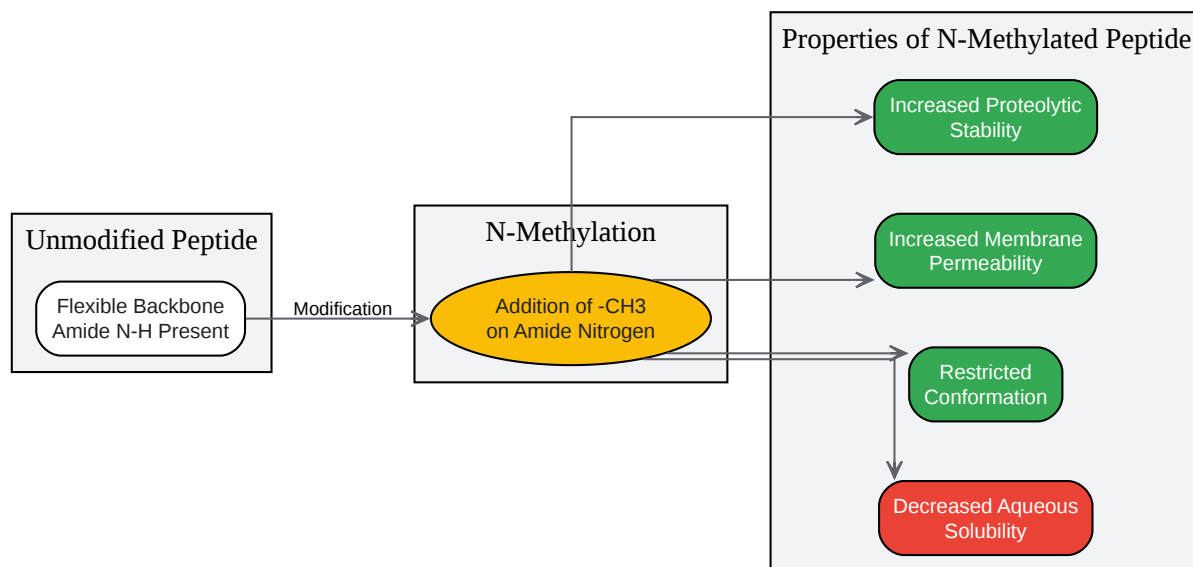 Unmodified Peptide
Flexible Backbone
Amide N-H Present
Modification
N-Methylation
Addition of -CH3
on Amide Nitrogen
Properties of N-Methylated Peptide
Increased Proteolytic
Stability
Increased Membrane
Permeability
Restricted
Conformation
Decreased Aqueous
Solubility